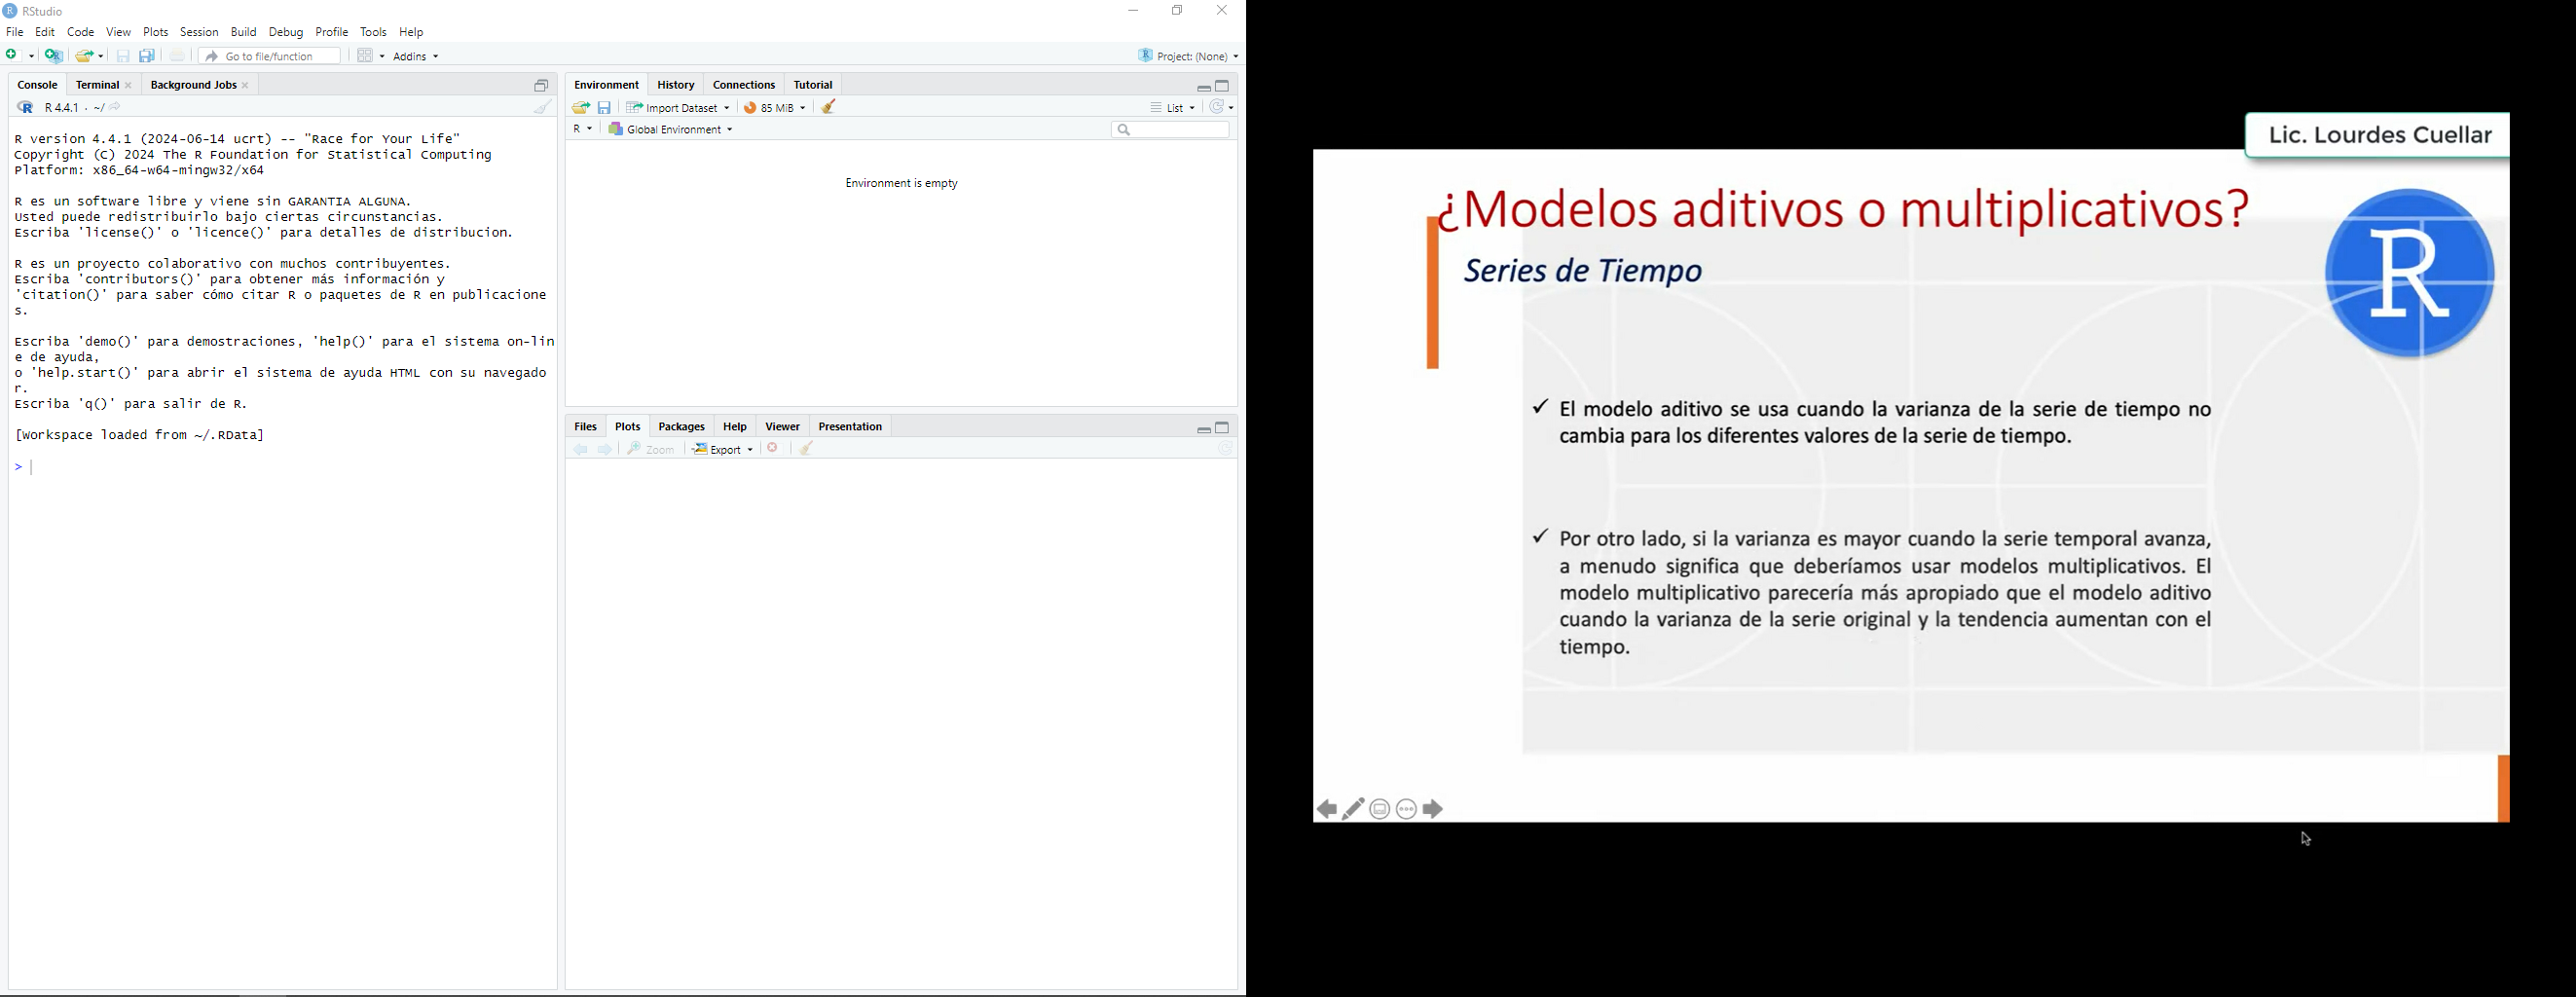 RStudio
File Edit Code View Plots Session Build Debug Profile Tools Help
Go to file/function Addins Project: (None)
Console Terminal Background Jobs
R 4.4.1 · ~/
R version 4.4.1 (2024-06-14 ucrt) -- "Race for Your Life"
Copyright (C) 2024 The R Foundation for Statistical Computing
Platform: x86_64-w64-mingw32/x64
R es un software libre y viene sin GARANTIA ALGUNA.
Usted puede redistribuirlo bajo ciertas circunstancias.
Escriba 'license()' o 'licence()' para detalles de distribucion.
R es un proyecto colaborativo con muchos contribuyentes.
Escriba 'contributors()' para obtener más información y
'citation()' para saber cómo citar R o paquetes de R en publicacione
s.
Escriba 'demo()' para demostraciones, 'help()' para el sistema on-lin
e de ayuda,
o 'help.start()' para abrir el sistema de ayuda HTML con su navegado
r.
Escriba 'q()' para salir de R.
[Workspace loaded from ~/.RData]
>
Environment History Connections Tutorial
Import Dataset 85 MiB List
R Global Environment
Environment is empty
Files Plots Packages Help Viewer Presentation
Zoom Export
Lic. Lourdes Cuellar
¿Modelos aditivos o multiplicativos?
Series de Tiempo
R
✓ El modelo aditivo se usa cuando la varianza de la serie de tiempo no
cambia para los diferentes valores de la serie de tiempo.
✓ Por otro lado, si la varianza es mayor cuando la serie temporal avanza,
a menudo significa que deberíamos usar modelos multiplicativos. El
modelo multiplicativo parecería más apropiado que el modelo aditivo
cuando la varianza de la serie original y la tendencia aumentan con el
tiempo.